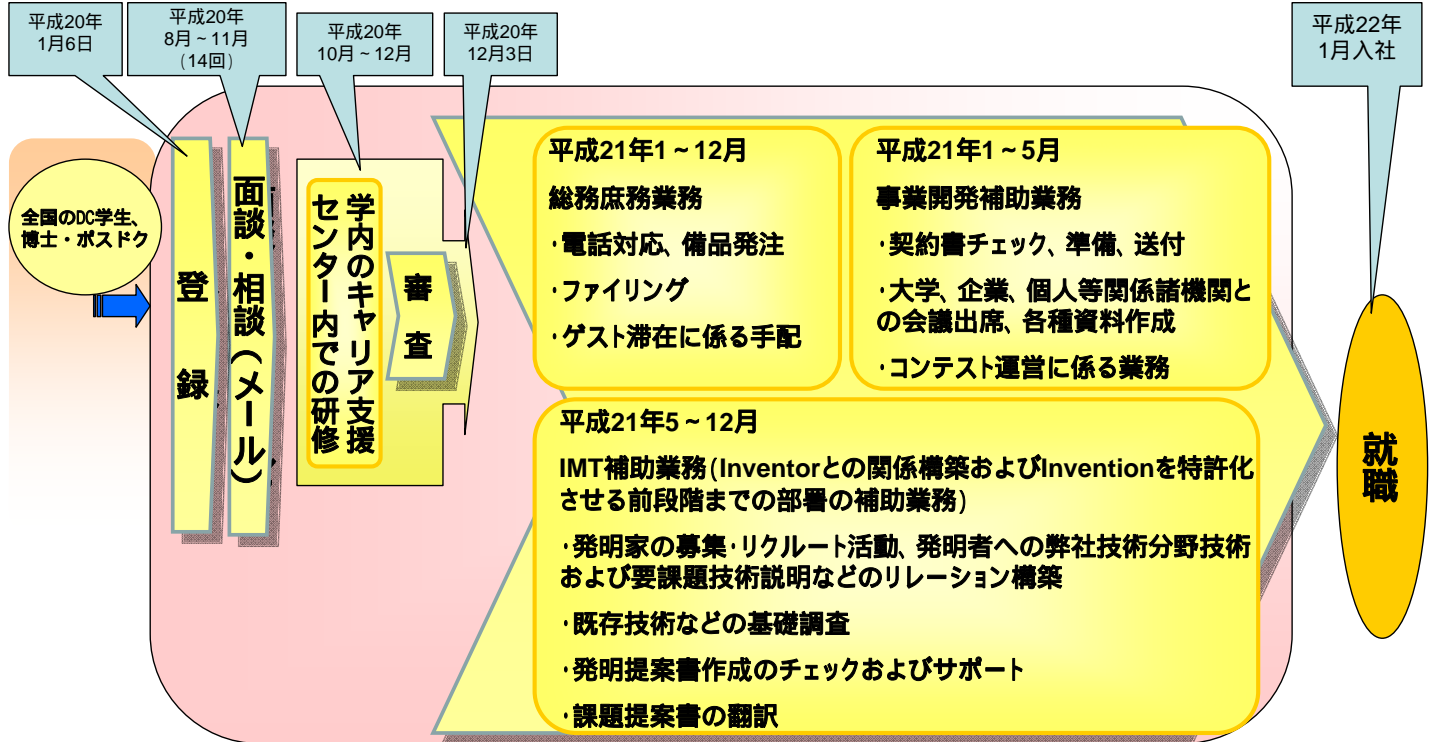 平成20年
1月6日
平成20年
8月~11月
(14回)
平成20年
10月~12月
平成20年
12月3日
平成22年
1月入社
全国のDC学生、
博士・ポスドク
登録
面談・相談(メール)
学内のキャリア支援
センター内での研修
審査
平成21年1~12月
総務庶務業務
・電話対応、備品発注
・ファイリング
・ゲスト滞在に係る手配
平成21年1~5月
事業開発補助業務
・契約書チェック、準備、送付
・大学、企業、個人等関係諸機関と
の会議出席、各種資料作成
・コンテスト運営に係る業務
平成21年5~12月
IMT補助業務(Inventorとの関係構築およびInventionを特許化
させる前段階までの部署の補助業務)
・発明家の募集・リクルート活動、発明者への弊社技術分野技術
および要課題技術説明などのリレーション構築
・既存技術などの基礎調査
・発明提案書作成のチェックおよびサポート
・課題提案書の翻訳
就職